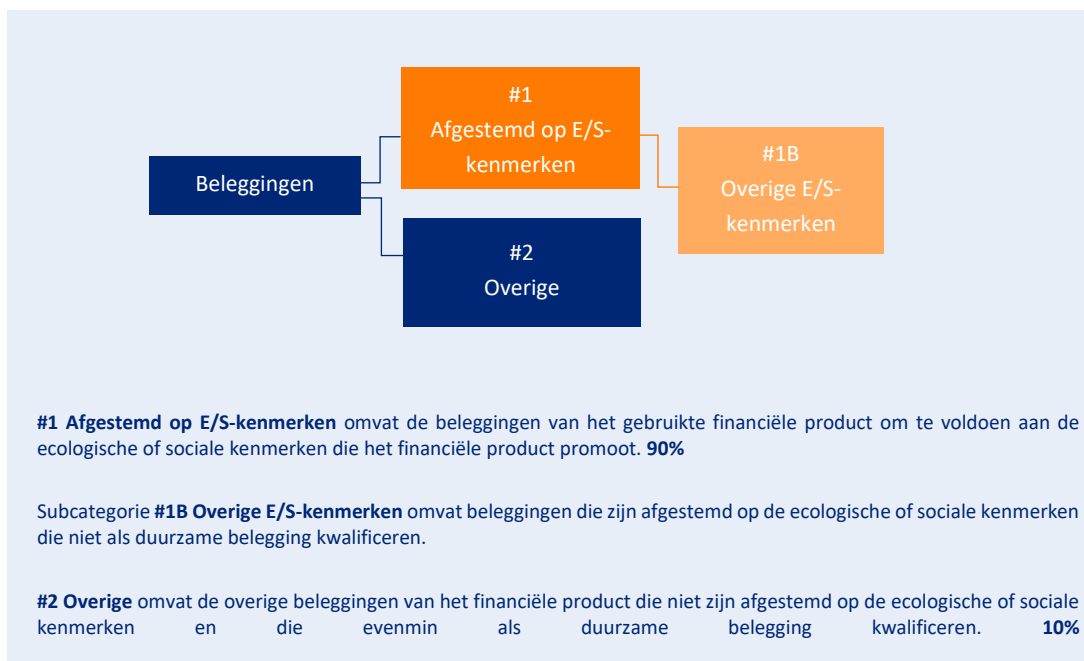 #1
Afgestemd op E/S-
kenmerken
Beleggingen
#1B
Overige E/S-
kenmerken
#2
Overige
#1 Afgestemd op E/S-kenmerken omvat de beleggingen van het gebruikte financiële product om te voldoen aan de
ecologische of sociale kenmerken die het financiële product promoot. 90%
Subcategorie #1B Overige E/S-kenmerken omvat beleggingen die zijn afgestemd op de ecologische of sociale kenmerken
die niet als duurzame belegging kwalificeren.
#2 Overige omvat de overige beleggingen van het financiële product die niet zijn afgestemd op de ecologische of sociale
kenmerken en die evenmin als duurzame belegging kwalificeren. 10%